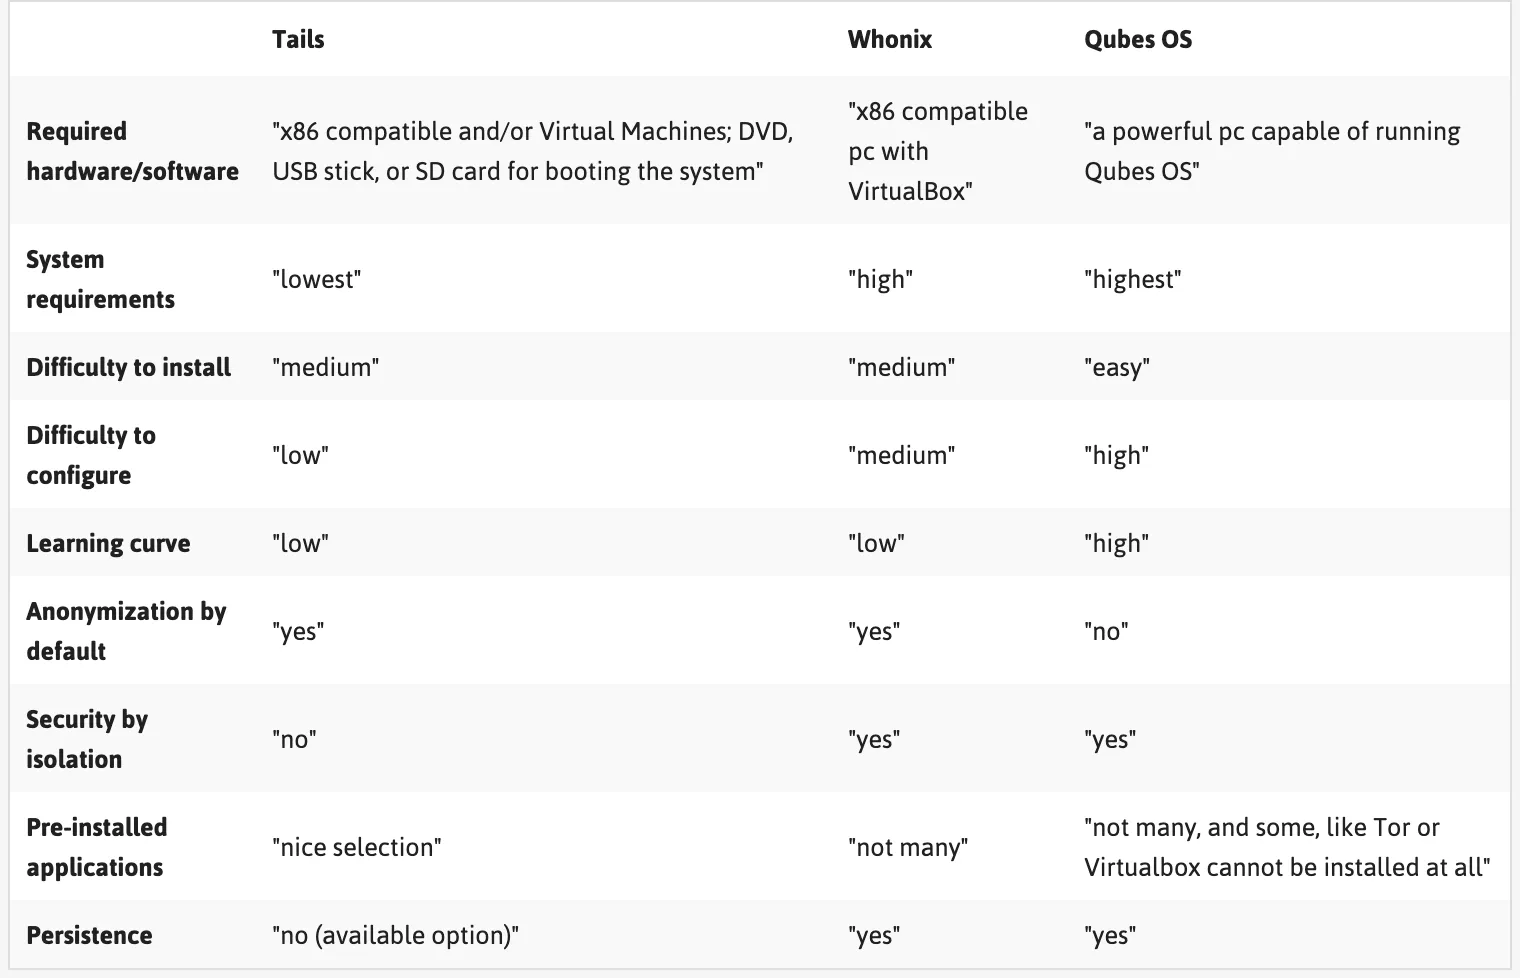 Tails Whonix Qubes OS
Required
hardware/software
"x86 compatible and/or Virtual Machines; DVD,
USB stick, or SD card for booting the system"
"x86 compatible
pc with
VirtualBox"
"a powerful pc capable of running
Qubes OS"
System
requirements
"lowest"
"high"
"highest"
Difficulty to install
"medium"
"medium"
"easy"
Difficulty to
configure
"low"
"medium"
"high"
Learning curve
"low"
"low"
"high"
Anonymization by
default
"yes"
"yes"
"no"
Security by
isolation
"no"
"yes"
"yes"
Pre-installed
applications
"nice selection"
"not many"
"not many, and some, like Tor or
Virtualbox cannot be installed at all"
Persistence
"no (available option)"
"yes"
"yes"